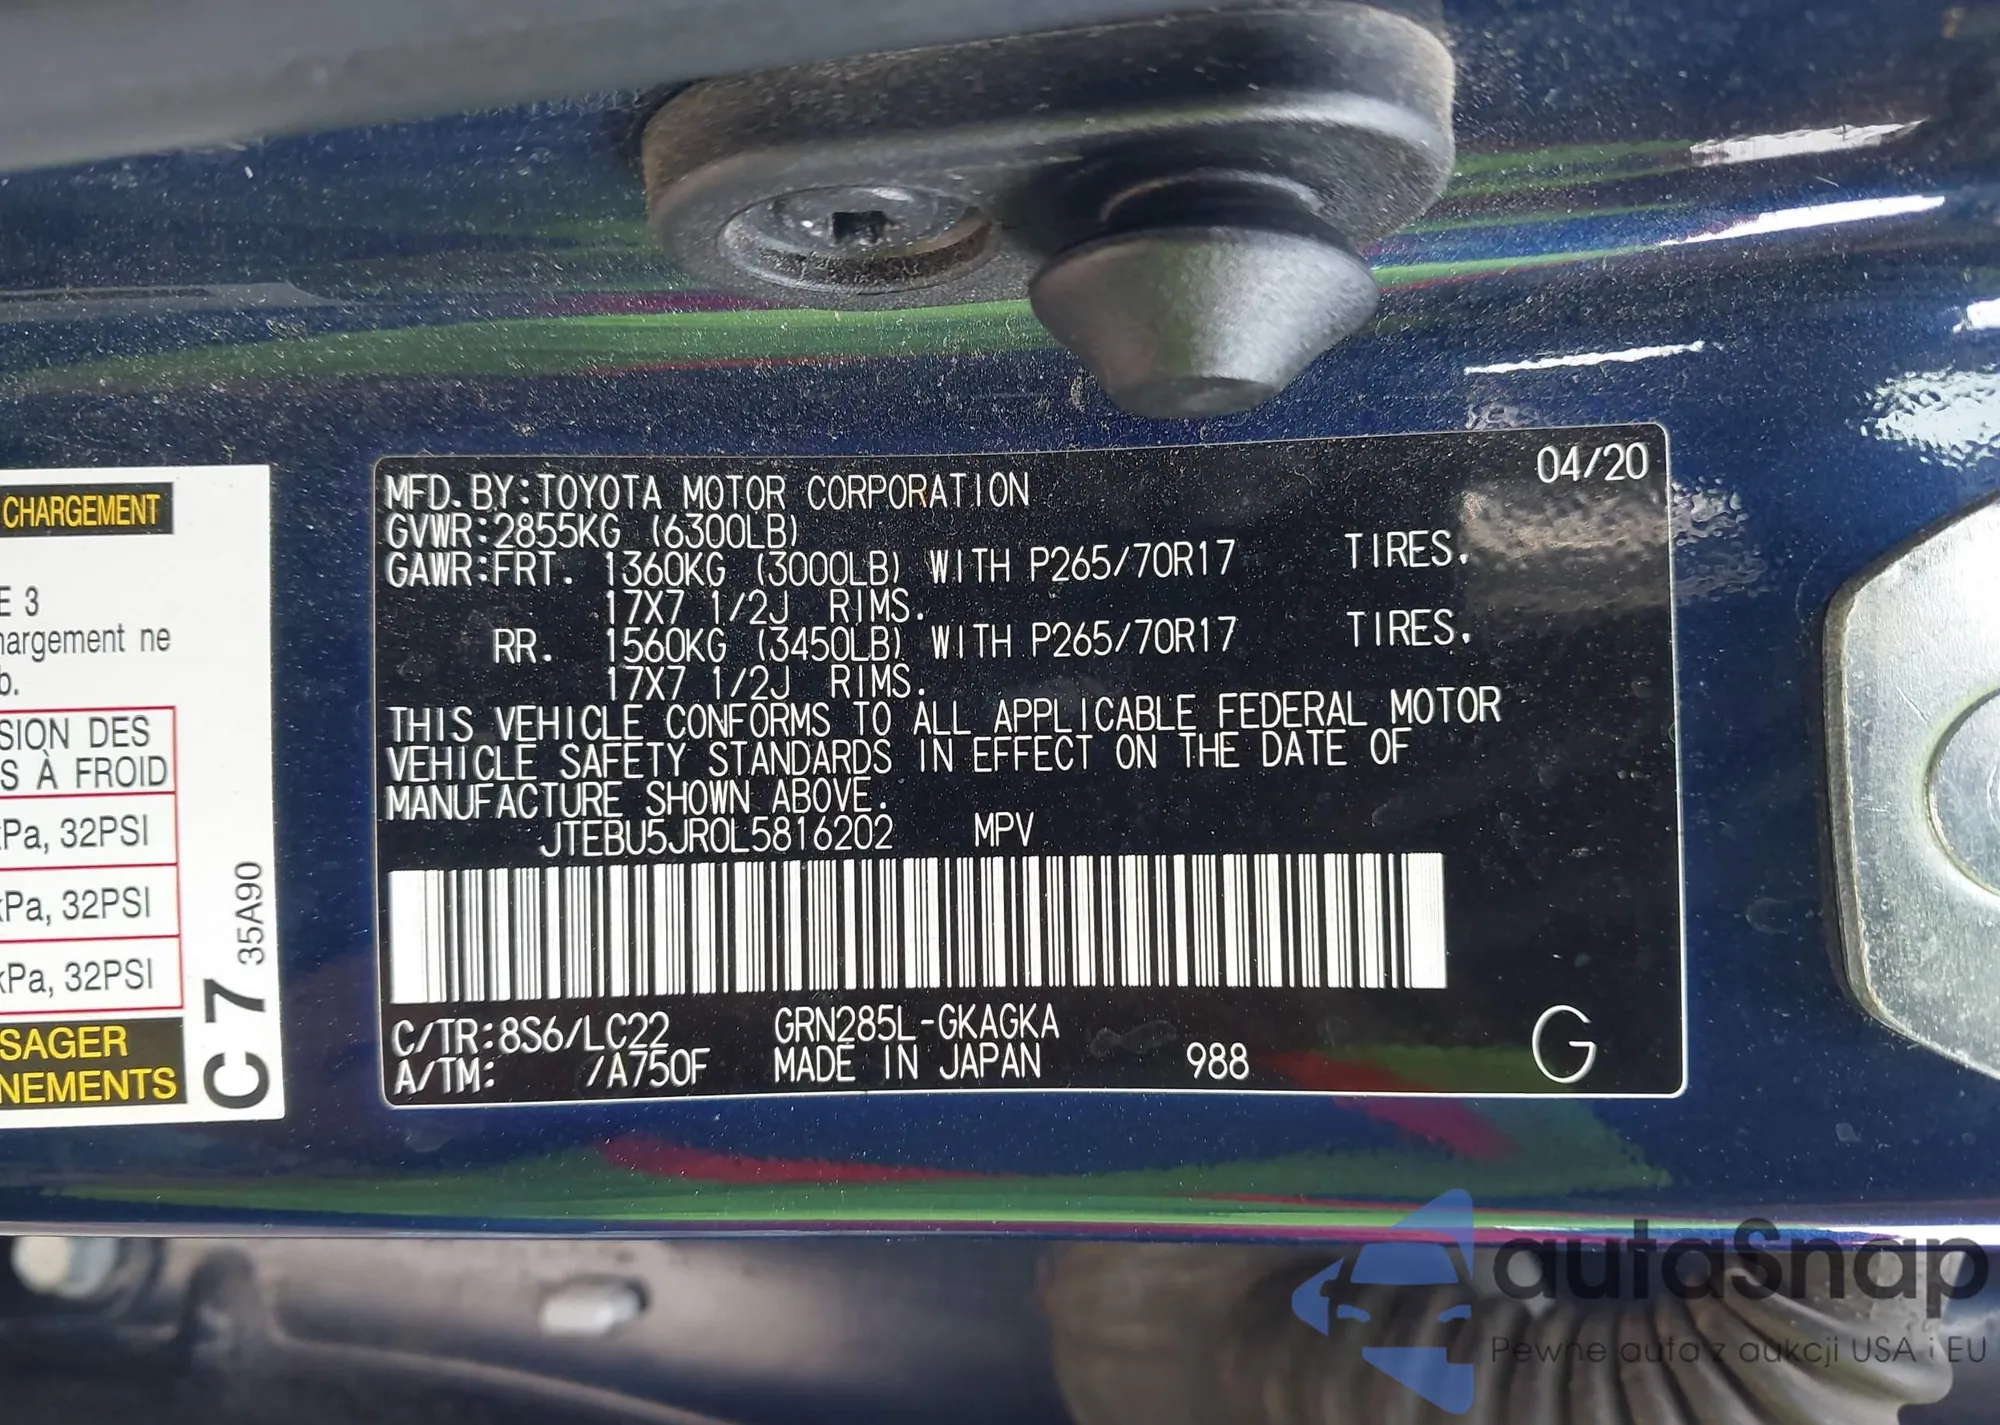 CHARGEMENT
E 3
hargement ne
b.
SION DES
S À FROID
kPa, 32PSI
kPa, 32PSI
kPa, 32PSI
SAGER
NEMENTS
C 7 35A90
04/20
MFD. BY:TOYOTA MOTOR CORPORATION
GVWR:2855KG (6300LB)
GAWR:FRT. 1360KG (3000LB) WITH P265/70R17 TIRES.
17X7 1/2J RIMS.
RR. 1560KG (3450LB) WITH P265/70R17 TIRES.
17X7 1/2J RIMS.
THIS VEHICLE CONFORMS TO ALL APPLICABLE FEDERAL MOTOR
VEHICLE SAFETY STANDARDS IN EFFECT ON THE DATE OF
MANUFACTURE SHOWN ABOVE.
JTEBU5JR0L5816202 MPV
C/TR:8S6/LC22 GRN285L-GKAGKA
A/TM: /A750F MADE IN JAPAN 988 G
autoSnap
Pewne auta z aukcji USA i EU